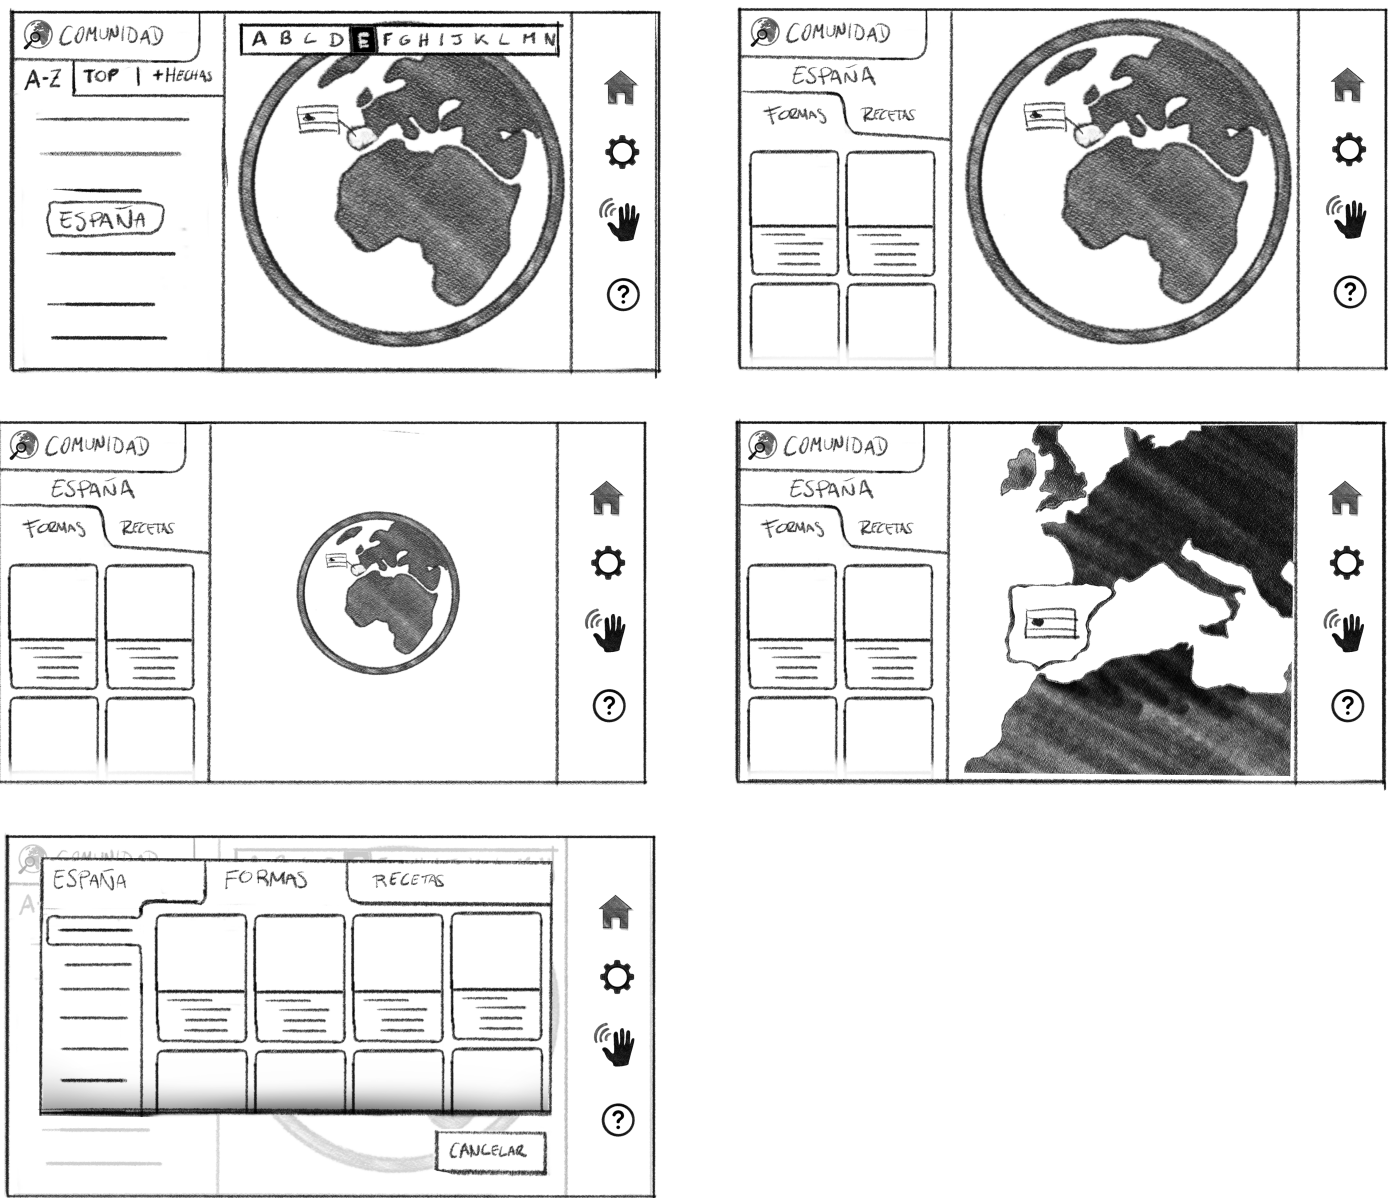 COMUNIDAD
A-Z TOP | +HECHAS
A B C D E F G H I J K L M N
ESPAÑA
COMUNIDAD
ESPAÑA
FORMAS RECETAS
?
?
COMUNIDAD
ESPAÑA
FORMAS RECETAS
?
COMUNIDAD
ESPAÑA
FORMAS RECETAS
?
COMUNIDAD
ESPAÑA FORMAS RECETAS
A
?
CANCELAR